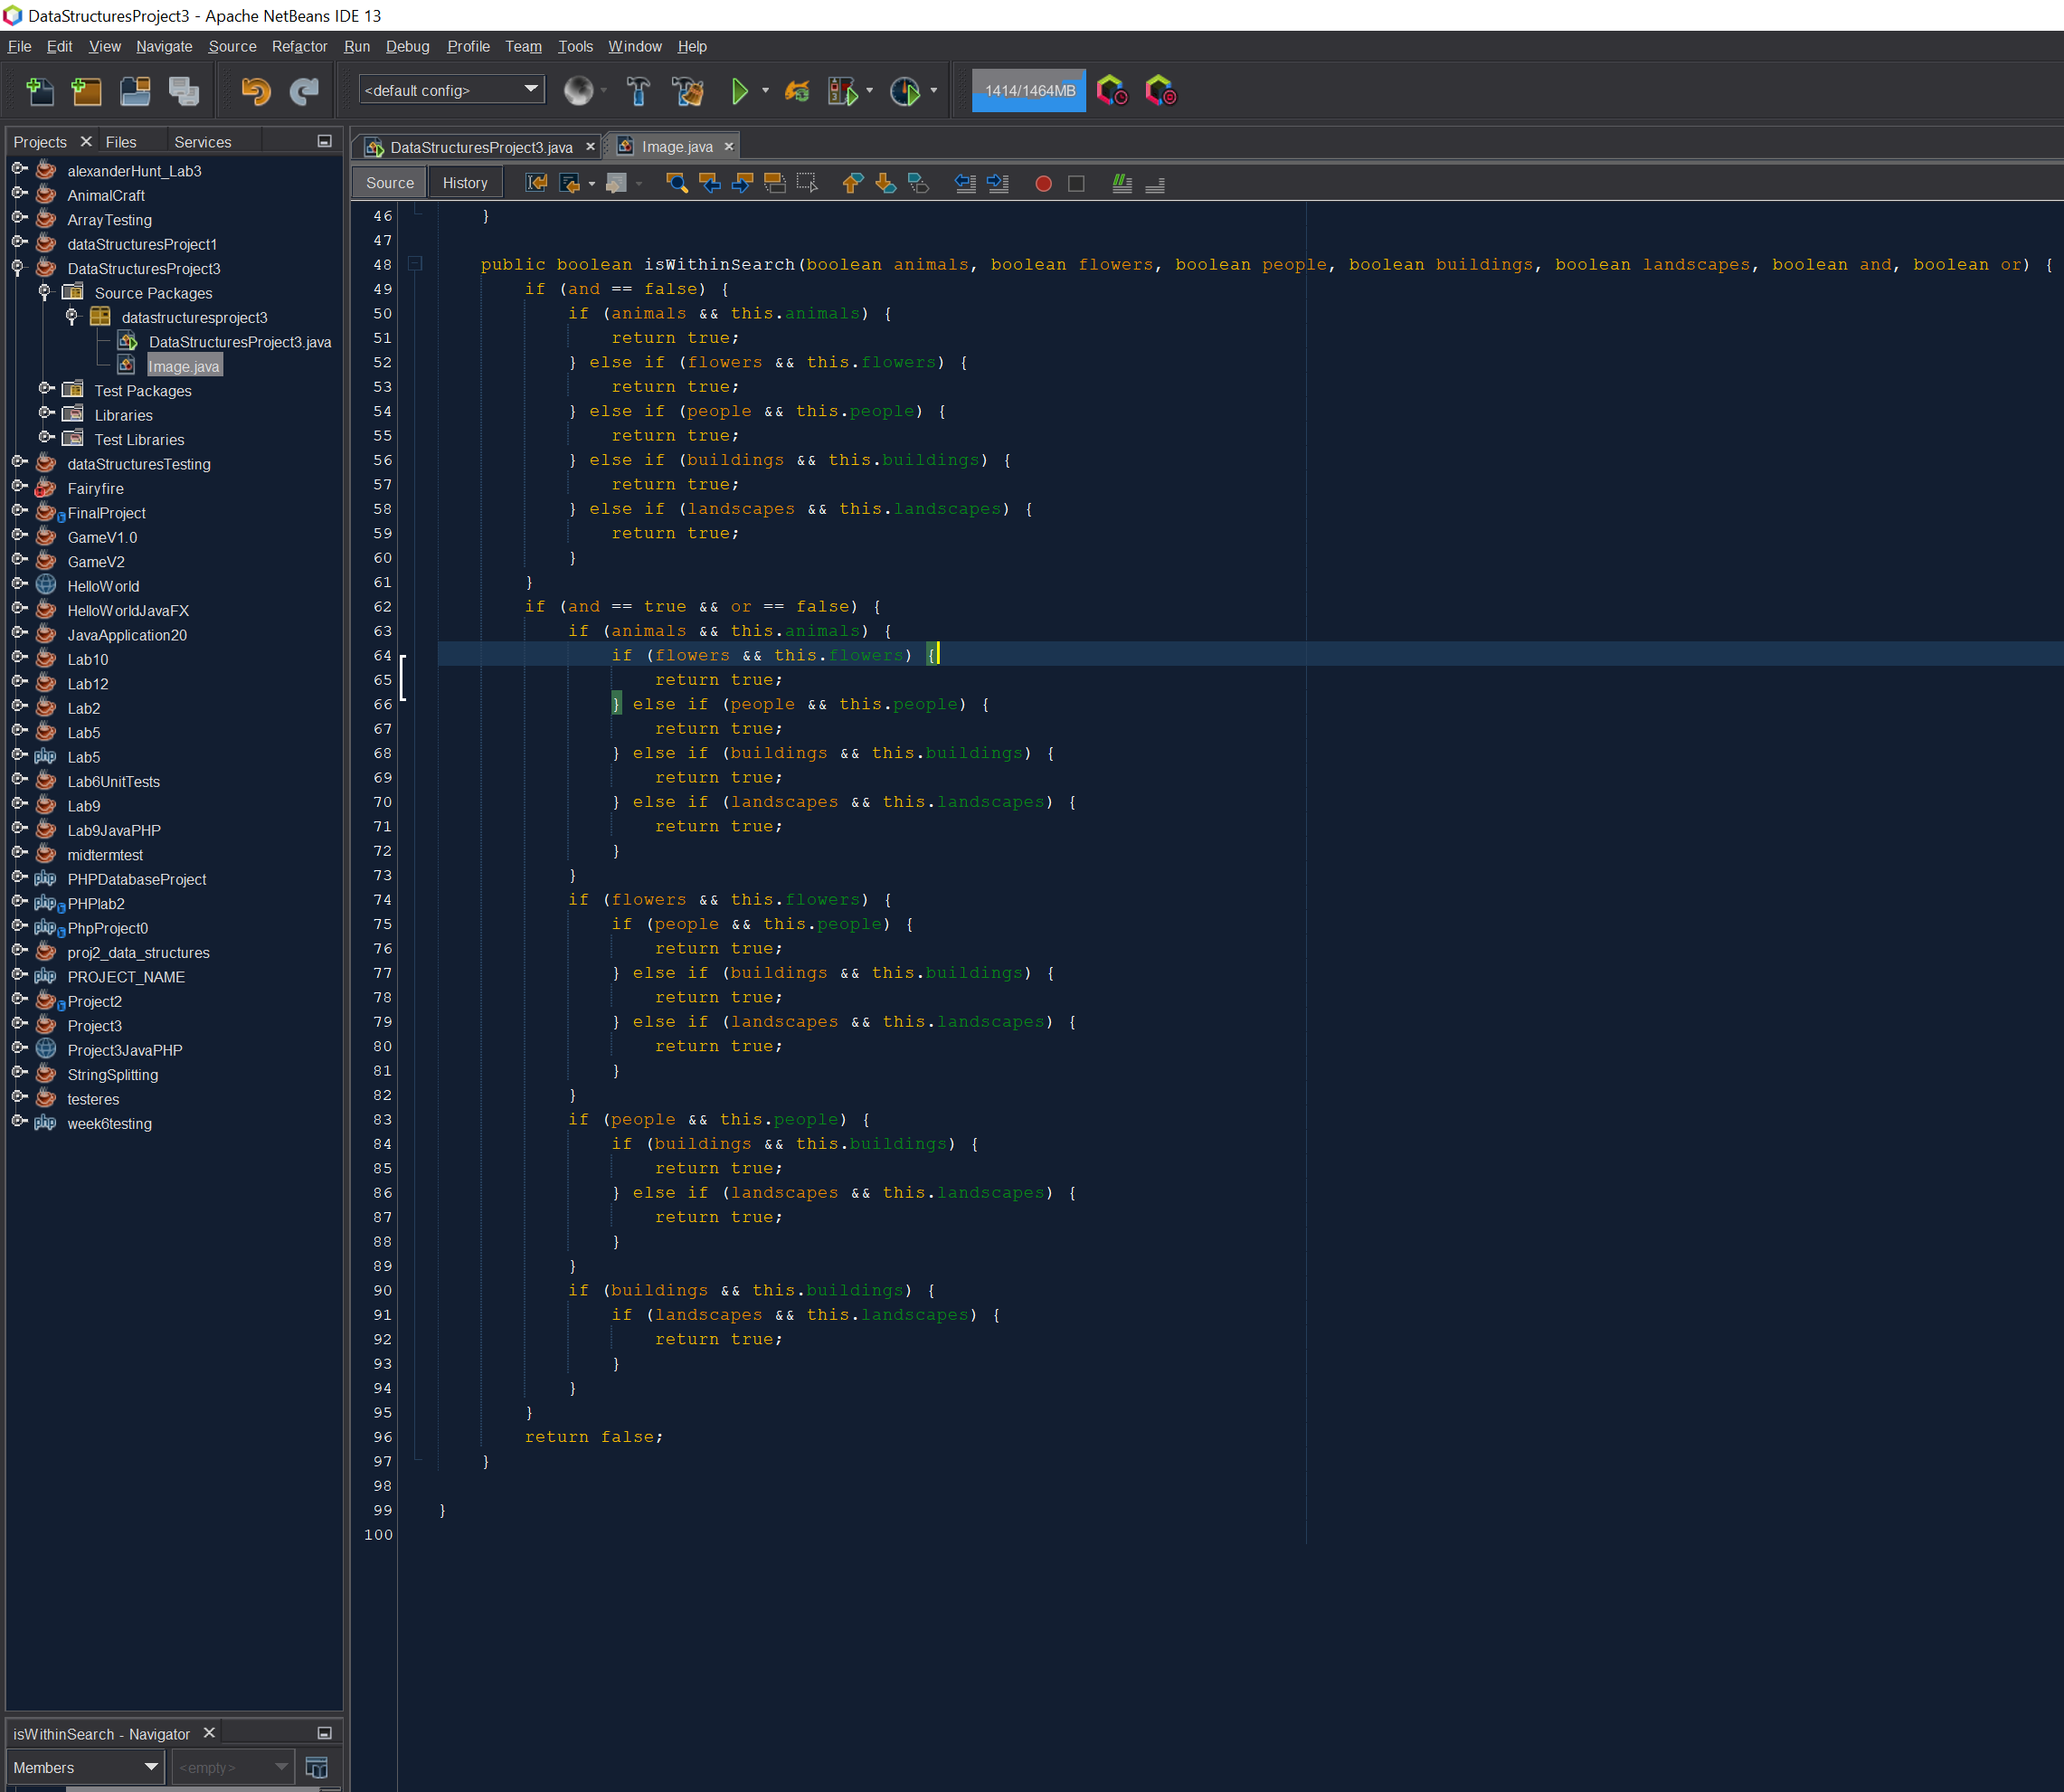 DataStructuresProject3 - Apache NetBeans IDE 13
File Edit View Navigate Source Refactor Run Debug Profile Team Tools Window Help
<default config>
1414/1464MB
Projects Files Services
alexanderHunt_Lab3
AnimalCraft
ArrayTesting
dataStructuresProject1
DataStructuresProject3
Source Packages
datastructuresproject3
DataStructuresProject3.java
Image.java
Test Packages
Libraries
Test Libraries
dataStructuresTesting
Fairyfire
FinalProject
GameV1.0
GameV2
HelloWorld
HelloWorldJavaFX
JavaApplication20
Lab10
Lab12
Lab2
Lab5
php Lab5
Lab6UnitTests
Lab9
Lab9JavaPHP
midtermtest
php PHPDatabaseProject
php PHPlab2
php PhpProject0
proj2_data_structures
php PROJECT_NAME
Project2
Project3
Project3JavaPHP
StringSplitting
testeres
php week6testing
isWithinSearch - Navigator
Members <empty>
DataStructuresProject3.java Image.java
Source History
46 }
47
48 public boolean isWithinSearch(boolean animals, boolean flowers, boolean people, boolean buildings, boolean landscapes, boolean and, boolean or) {
49 if (and == false) {
50 if (animals && this.animals) {
51 return true;
52 } else if (flowers && this.flowers) {
53 return true;
54 } else if (people && this.people) {
55 return true;
56 } else if (buildings && this.buildings) {
57 return true;
58 } else if (landscapes && this.landscapes) {
59 return true;
60 }
61 }
62 if (and == true && or == false) {
63 if (animals && this.animals) {
64 if (flowers && this.flowers) {
65 return true;
66 } else if (people && this.people) {
67 return true;
68 } else if (buildings && this.buildings) {
69 return true;
70 } else if (landscapes && this.landscapes) {
71 return true;
72 }
73 }
74 if (flowers && this.flowers) {
75 if (people && this.people) {
76 return true;
77 } else if (buildings && this.buildings) {
78 return true;
79 } else if (landscapes && this.landscapes) {
80 return true;
81 }
82 }
83 if (people && this.people) {
84 if (buildings && this.buildings) {
85 return true;
86 } else if (landscapes && this.landscapes) {
87 return true;
88 }
89 }
90 if (buildings && this.buildings) {
91 if (landscapes && this.landscapes) {
92 return true;
93 }
94 }
95 }
96 return false;
97 }
98
99 }
100